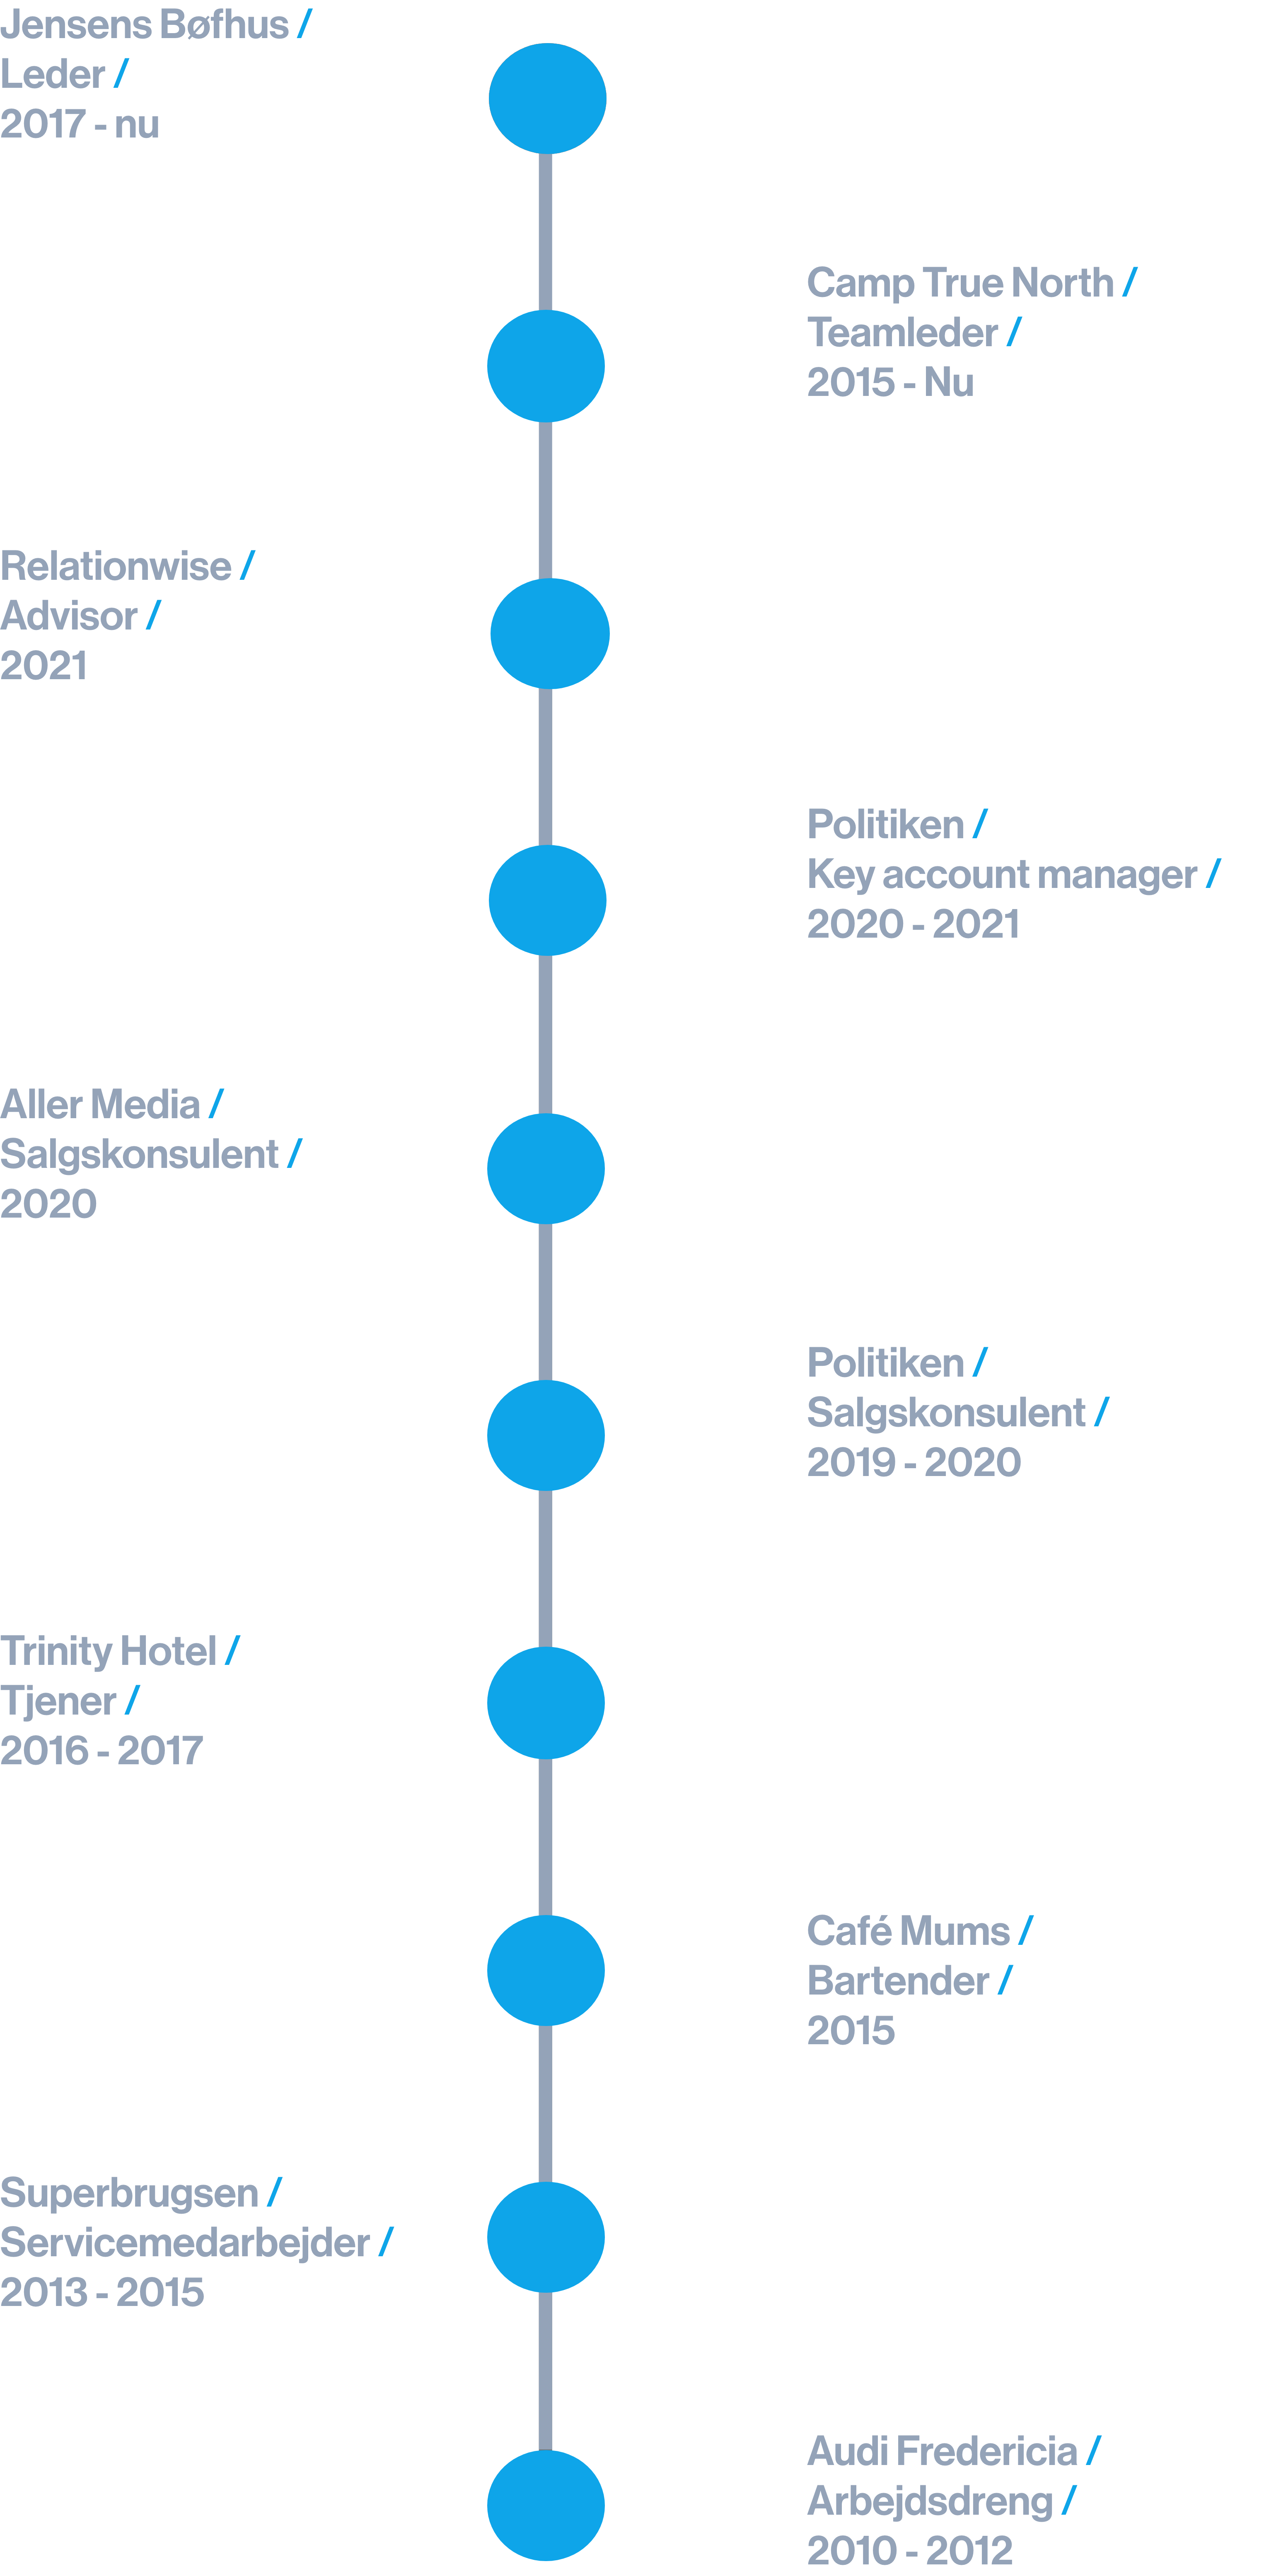 Jensens Bøfhus /
Leder /
2017 - nu
Camp True North /
Teamleder /
2015 - Nu
Relationwise /
Advisor /
2021
Politiken /
Key account manager /
2020 - 2021
Aller Media /
Salgskonsulent /
2020
Politiken /
Salgskonsulent /
2019 - 2020
Trinity Hotel /
Tjener /
2016 - 2017
Café Mums /
Bartender /
2015
Superbrugsen /
Servicemedarbejder /
2013 - 2015
Audi Fredericia /
Arbejdsdreng /
2010 - 2012